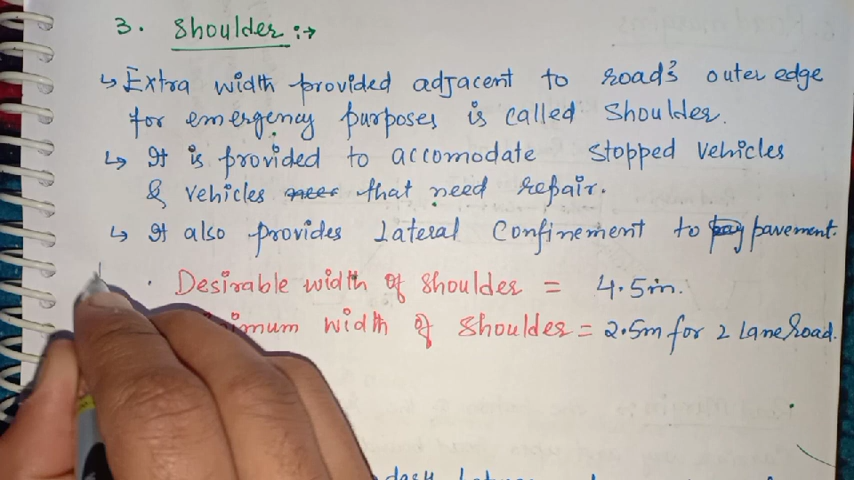 3. Shoulder :→
↳ Extra width provided adjacent to road's outer edge
for emergency purposes is called Shoulder.
↳ It is provided to accomodate stopped vehicles
& vehicles that need repair.
↳ It also provides Lateral Confinement to pavement.
. Desirable width of shoulder = 4.5m.
width of shoulder = 2.5m for 2 Lane road.